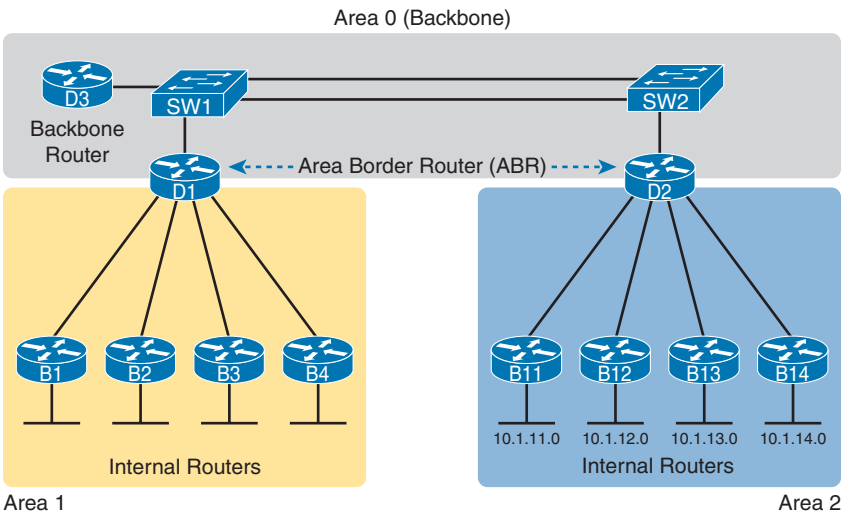 Area 0 (Backbone)
D3
SW1
SW2
Backbone
Router
Area Border Router (ABR)
D1
D2
B1
B2
B3
B4
B11
B12
B13
B14
10.1.11.0
10.1.12.0
10.1.13.0
10.1.14.0
Internal Routers
Internal Routers
Area 1
Area 2